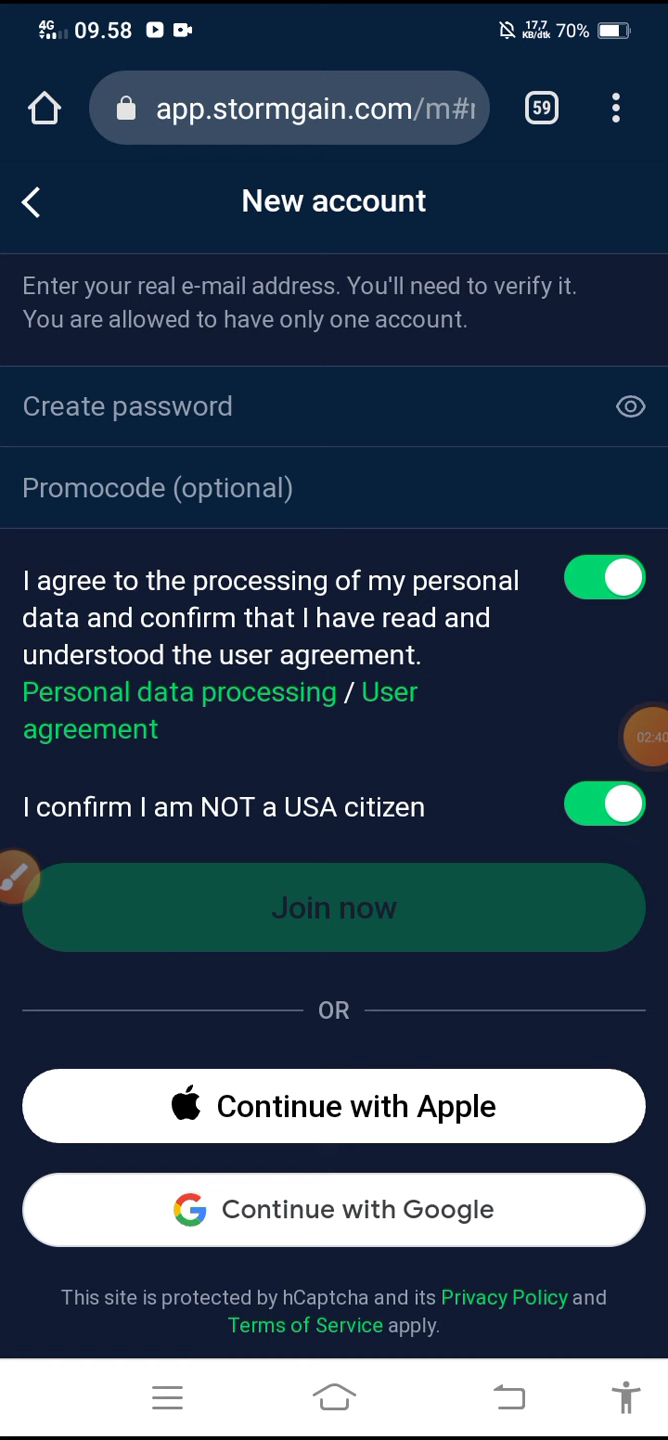 4G 09.58 17,7 KB/dtk 70%
app.stormgain.com/m#r 59
New account
Enter your real e-mail address. You'll need to verify it.
You are allowed to have only one account.
Create password
Promocode (optional)
I agree to the processing of my personal
data and confirm that I have read and
understood the user agreement.
Personal data processing / User
agreement
02:40
I confirm I am NOT a USA citizen
Join now
OR
Continue with Apple
Continue with Google
This site is protected by hCaptcha and its Privacy Policy and
Terms of Service apply.